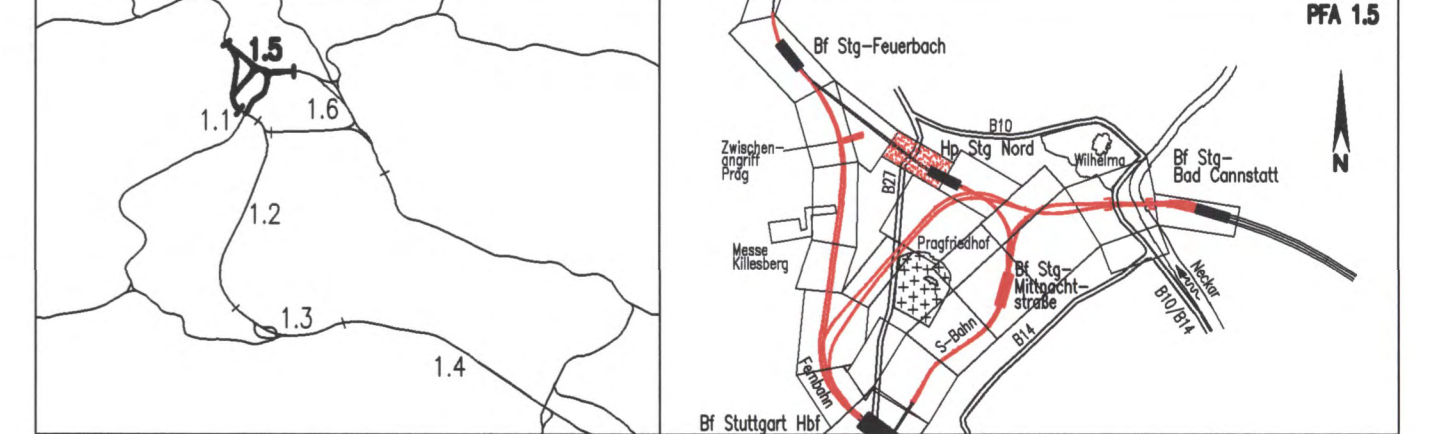 1.5
1.6
1.1
1.2
1.3
1.4
PFA 1.5
Bf Stg-Feuerbach
B10
Hp Stg Nord
Zwischen-
angriff
Prag
B27
Wilhelma
Bf Stg-
Bad Cannstatt
N
Messe
Killesberg
Pragfriedhof
Bf Stg-
Mittnacht-
straße
Neckar
B10/B14
S-Bahn
B14
Fernbahn
Bf Stuttgart Hbf